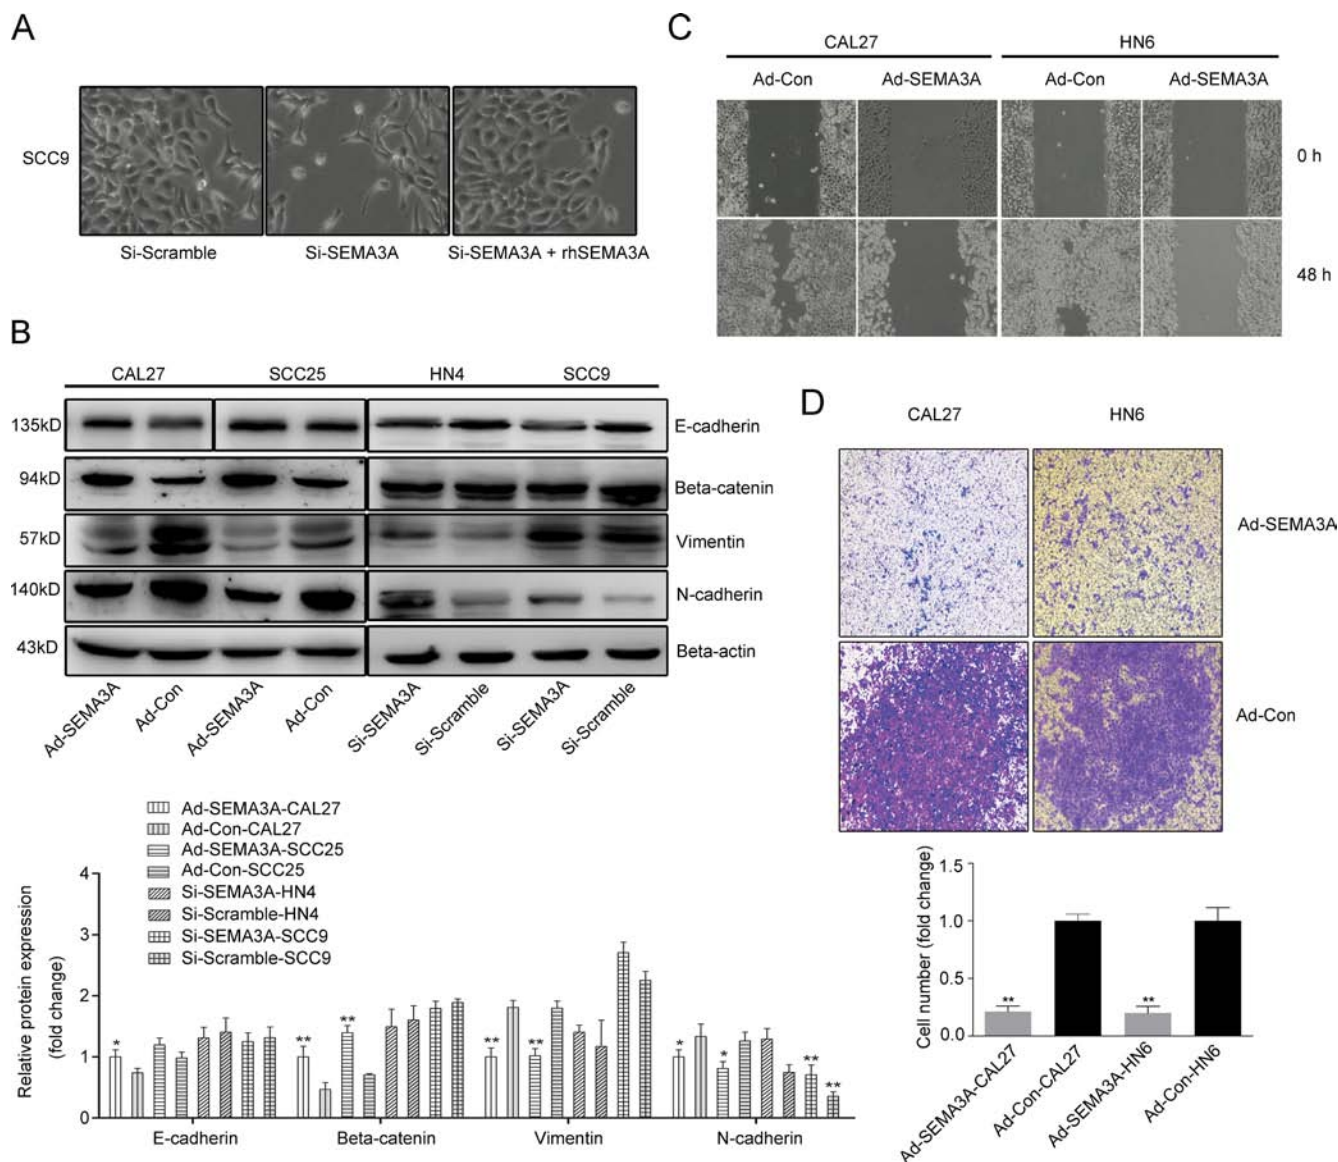 A
SCC9
Si-Scramble
Si-SEMA3A
Si-SEMA3A + rhSEMA3A
B
CAL27
SCC25
HN4
SCC9
135kD
E-cadherin
94kD
Beta-catenin
57kD
Vimentin
140kD
N-cadherin
43kD
Beta-actin
Ad-SEMA3A
Ad-Con
Ad-SEMA3A
Ad-Con
Si-SEMA3A
Si-Scramble
Si-SEMA3A
Si-Scramble
Ad-SEMA3A-CAL27
Ad-Con-CAL27
Ad-SEMA3A-SCC25
Ad-Con-SCC25
Si-SEMA3A-HN4
Si-Scramble-HN4
Si-SEMA3A-SCC9
Si-Scramble-SCC9
Relative protein expression
(fold change)
4
3
2
1
0
*
**
**
**
**
*
*
**
**
E-cadherin
Beta-catenin
Vimentin
N-cadherin
C
CAL27
HN6
Ad-Con
Ad-SEMA3A
Ad-Con
Ad-SEMA3A
0 h
48 h
D
CAL27
HN6
Ad-SEMA3A
Ad-Con
Cell number (fold change)
1.5
1.0
0.5
0.0
**
**
Ad-SEMA3A-CAL27
Ad-Con-CAL27
Ad-SEMA3A-HN6
Ad-Con-HN6